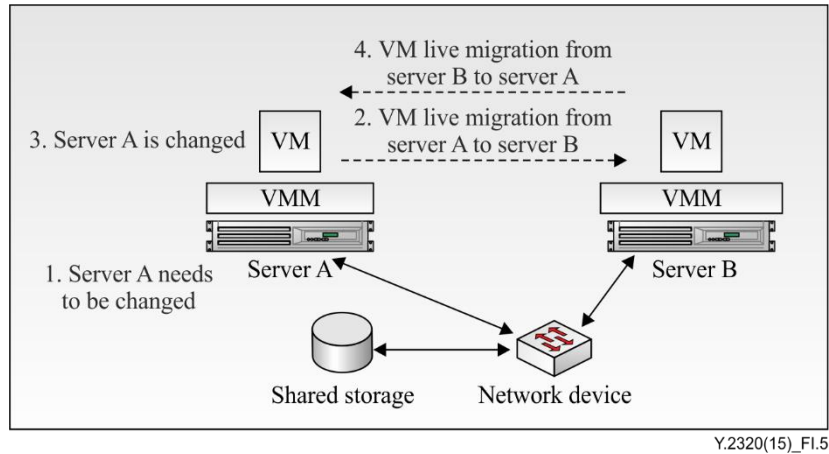 4. VM live migration from
server B to server A
3. Server A is changed
VM
2. VM live migration from
server A to server B
VM
VMM
VMM
1. Server A needs
to be changed
Server A
Server B
Shared storage
Network device
Y.2320(15)_FI.5